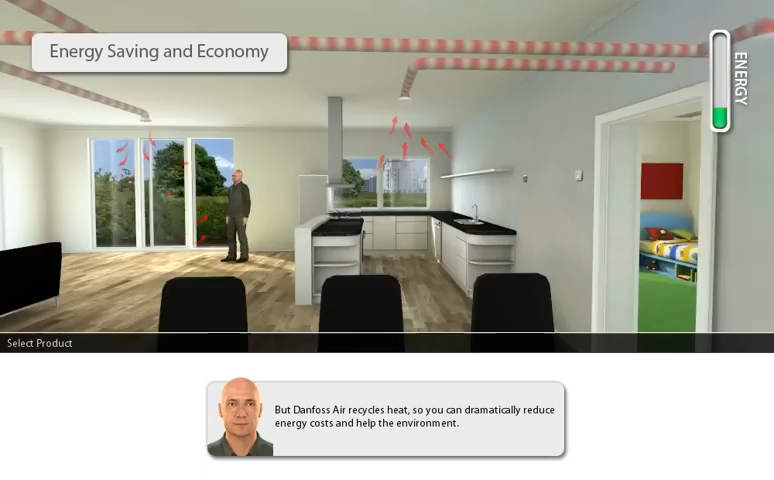 Energy Saving and Economy
ENERGY
Select Product
But Danfoss Air recycles heat, so you can dramatically reduce
energy costs and help the environment.